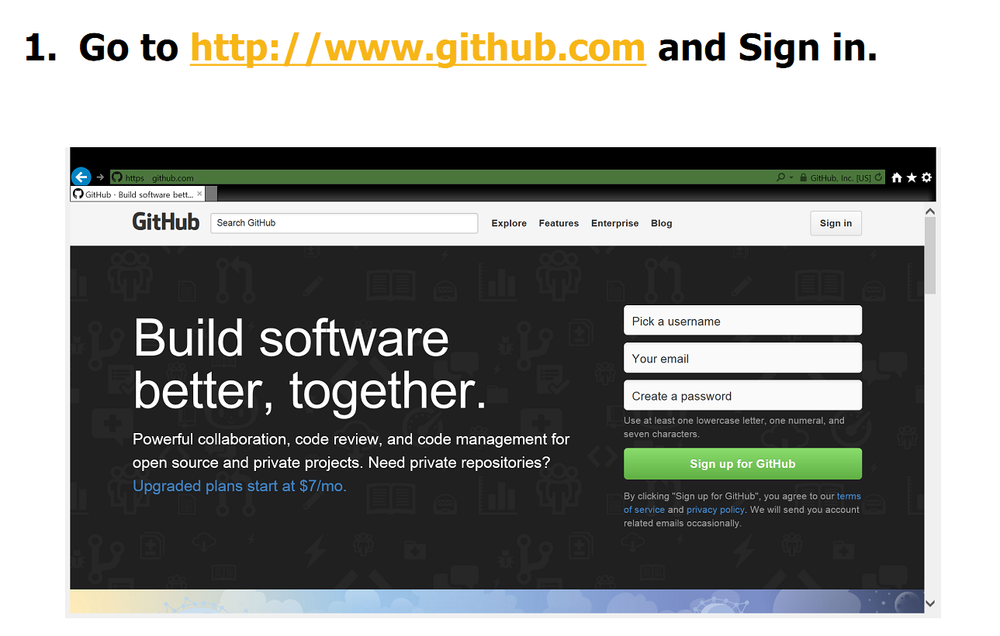 1. Go to http://www.github.com and Sign in.
https github.com
GitHub, Inc. [US]
GitHub - Build software bett...
GitHub
Search GitHub
Explore Features Enterprise Blog
Sign in
Build software
better, together.
Powerful collaboration, code review, and code management for
open source and private projects. Need private repositories?
Upgraded plans start at $7/mo.
Pick a username
Your email
Create a password
Use at least one lowercase letter, one numeral, and
seven characters.
Sign up for GitHub
By clicking "Sign up for GitHub", you agree to our terms
of service and privacy policy. We will send you account
related emails occasionally.